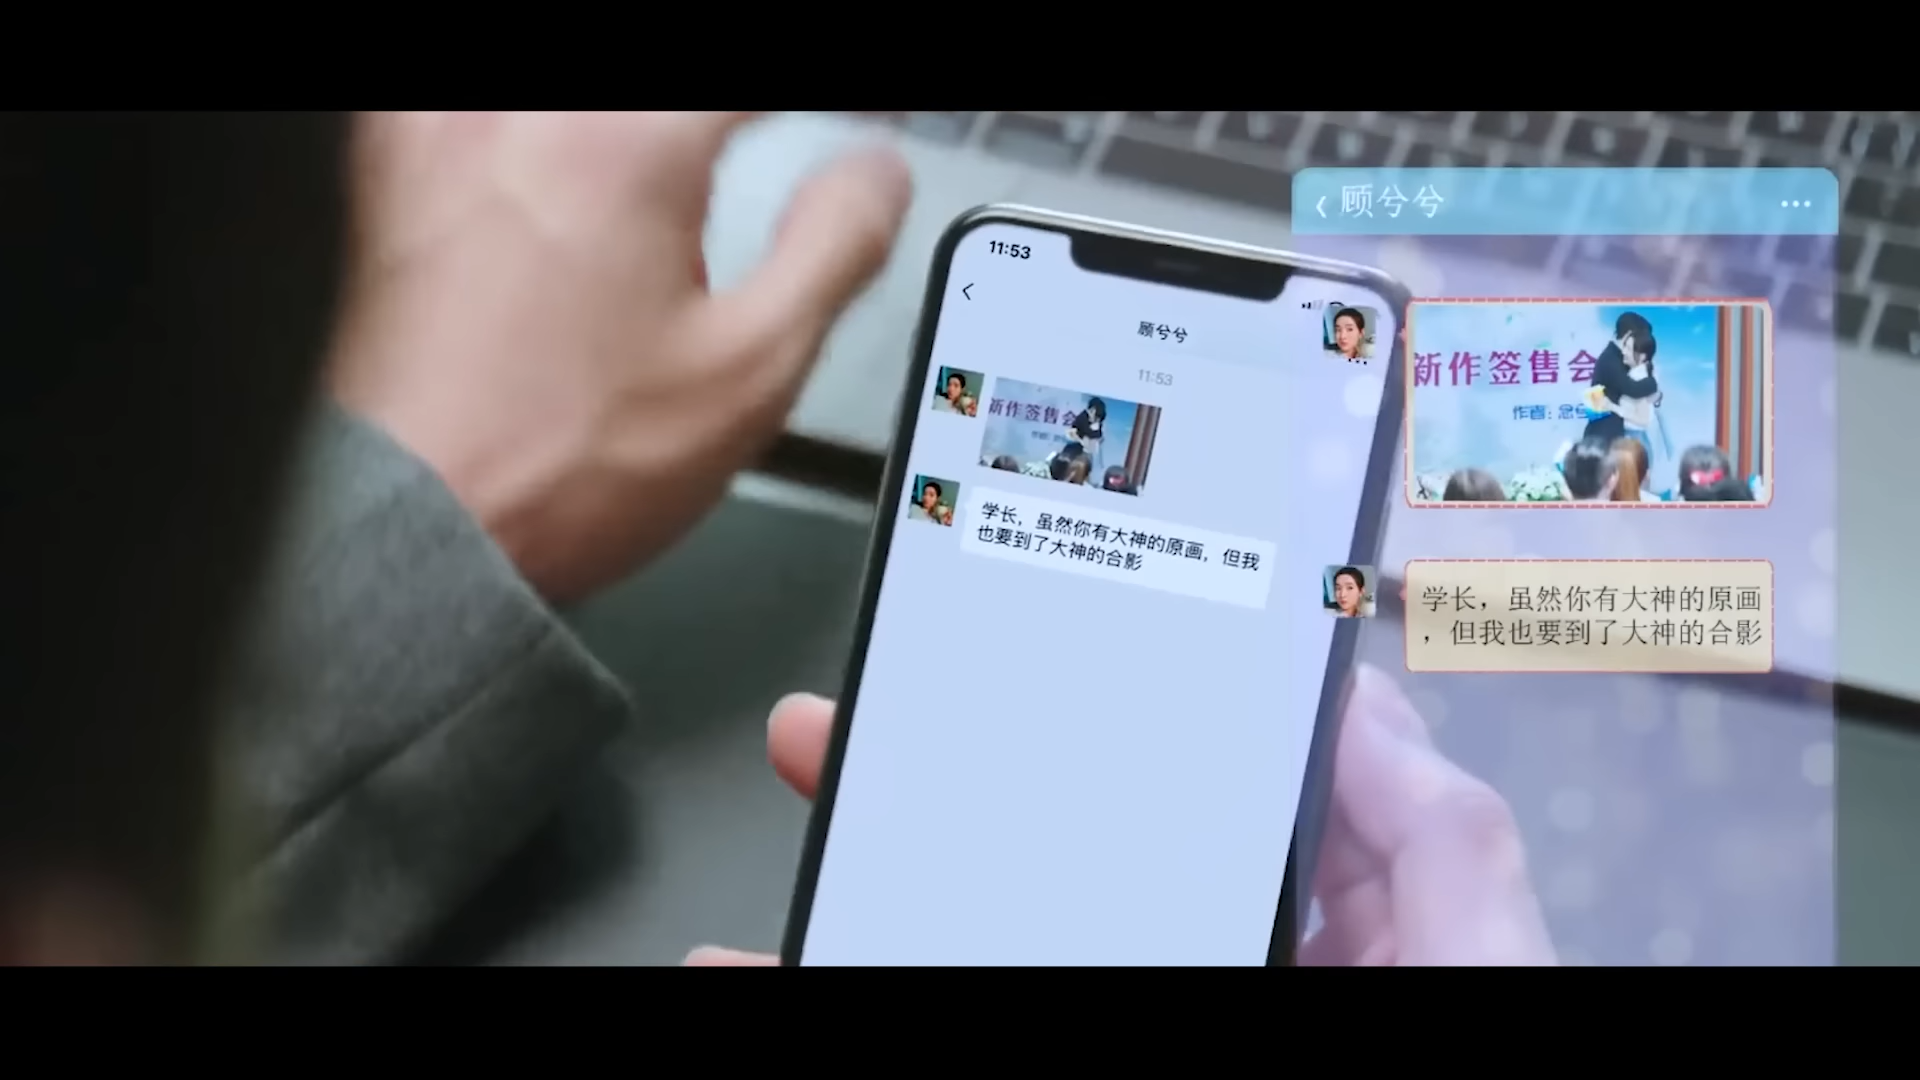 11:53
顾兮兮
11:53
新作签售会
学长，虽然你有大神的原画，但我
也要到了大神的合影
顾兮兮
新作签售会
作者：念
学长，虽然你有大神的原画
，但我也要到了大神的合影